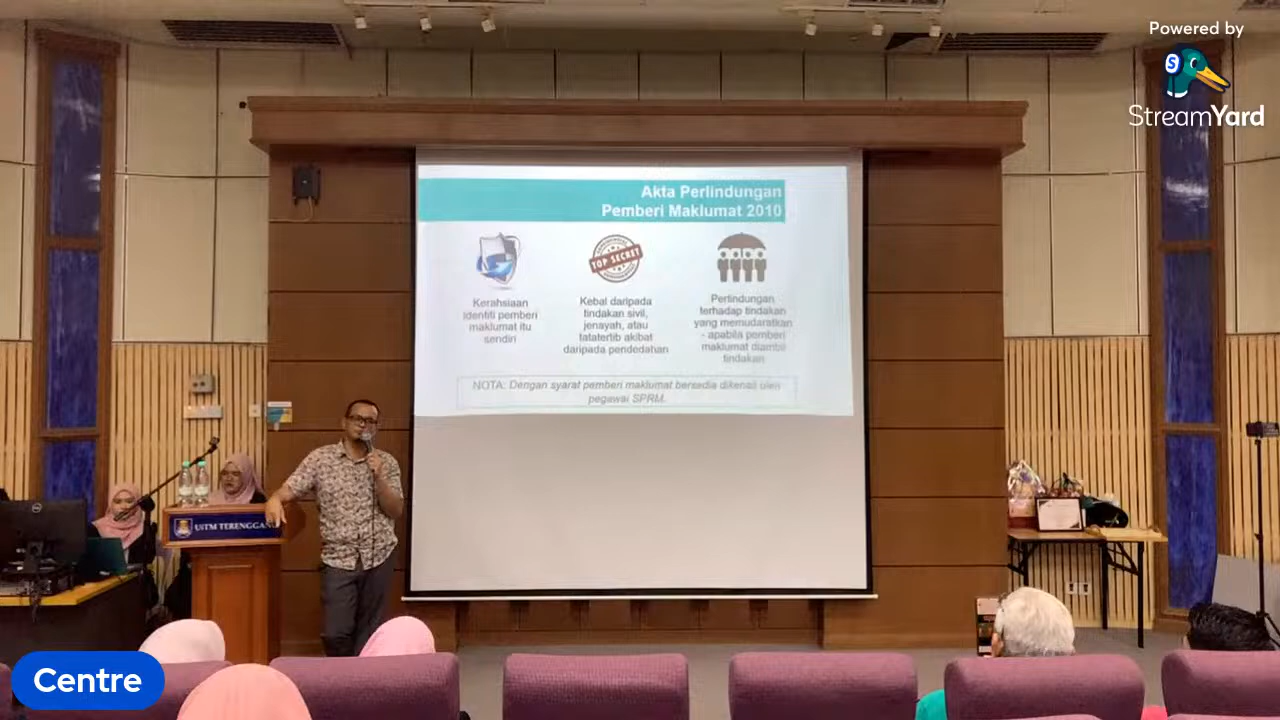 Powered by
StreamYard
Akta Perlindungan
Pemberi Maklumat 2010
TOP SECRET
Kerahsiaan
identiti pemberi
maklumat itu
sendiri
Kebal daripada
tindakan sivil,
jenayah, atau
tatatertib akibat
daripada pendedahan
Perlindungan
terhadap tindakan
yang memudaratkan
- apabila pemberi
maklumat diambil
tindakan
NOTA: Dengan syarat pemberi maklumat bersedia dikenali oleh
pegawai SPRM.
UiTM TERENGGANU
Centre